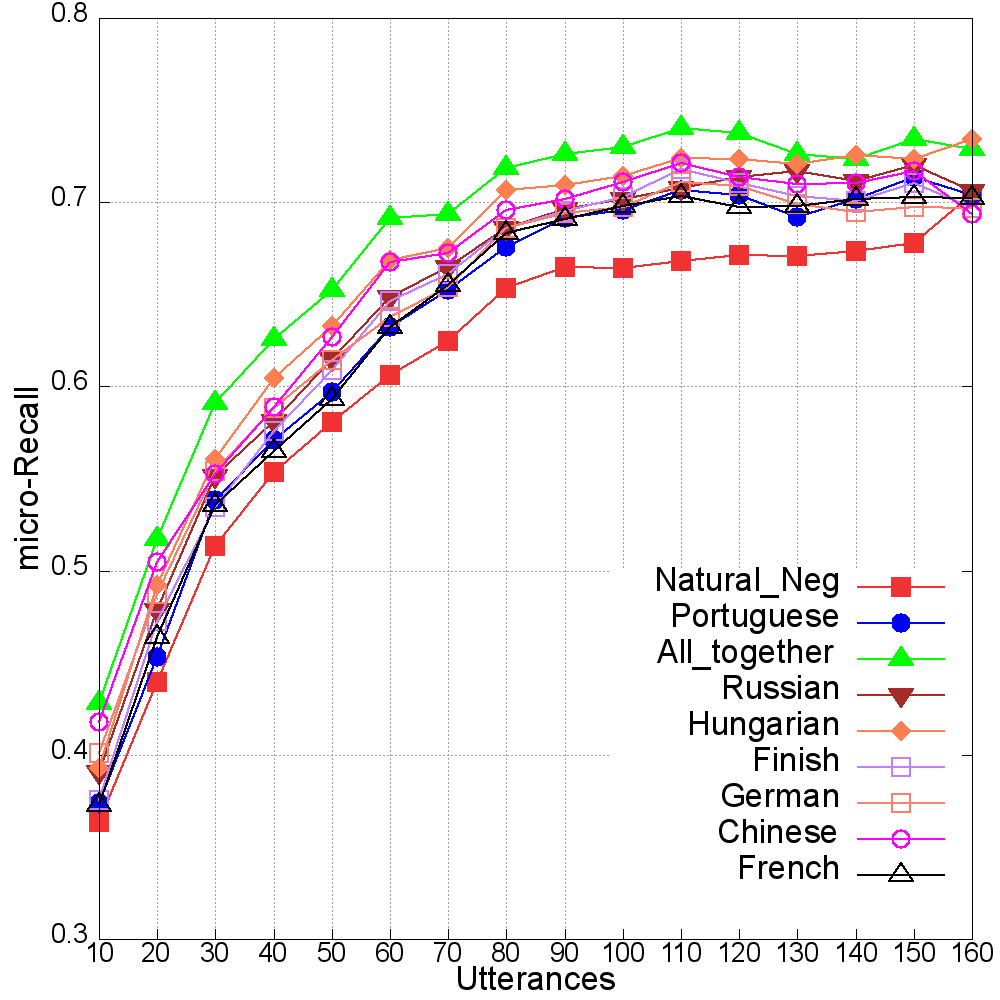 0.8
0.7
0.6
0.5
0.4
0.3
micro-Recall
Natural_Neg
Portuguese
All_together
Russian
Hungarian
Finish
German
Chinese
French
10 20 30 40 50 60 70 80 90 100 110 120 130 140 150 160
Utterances